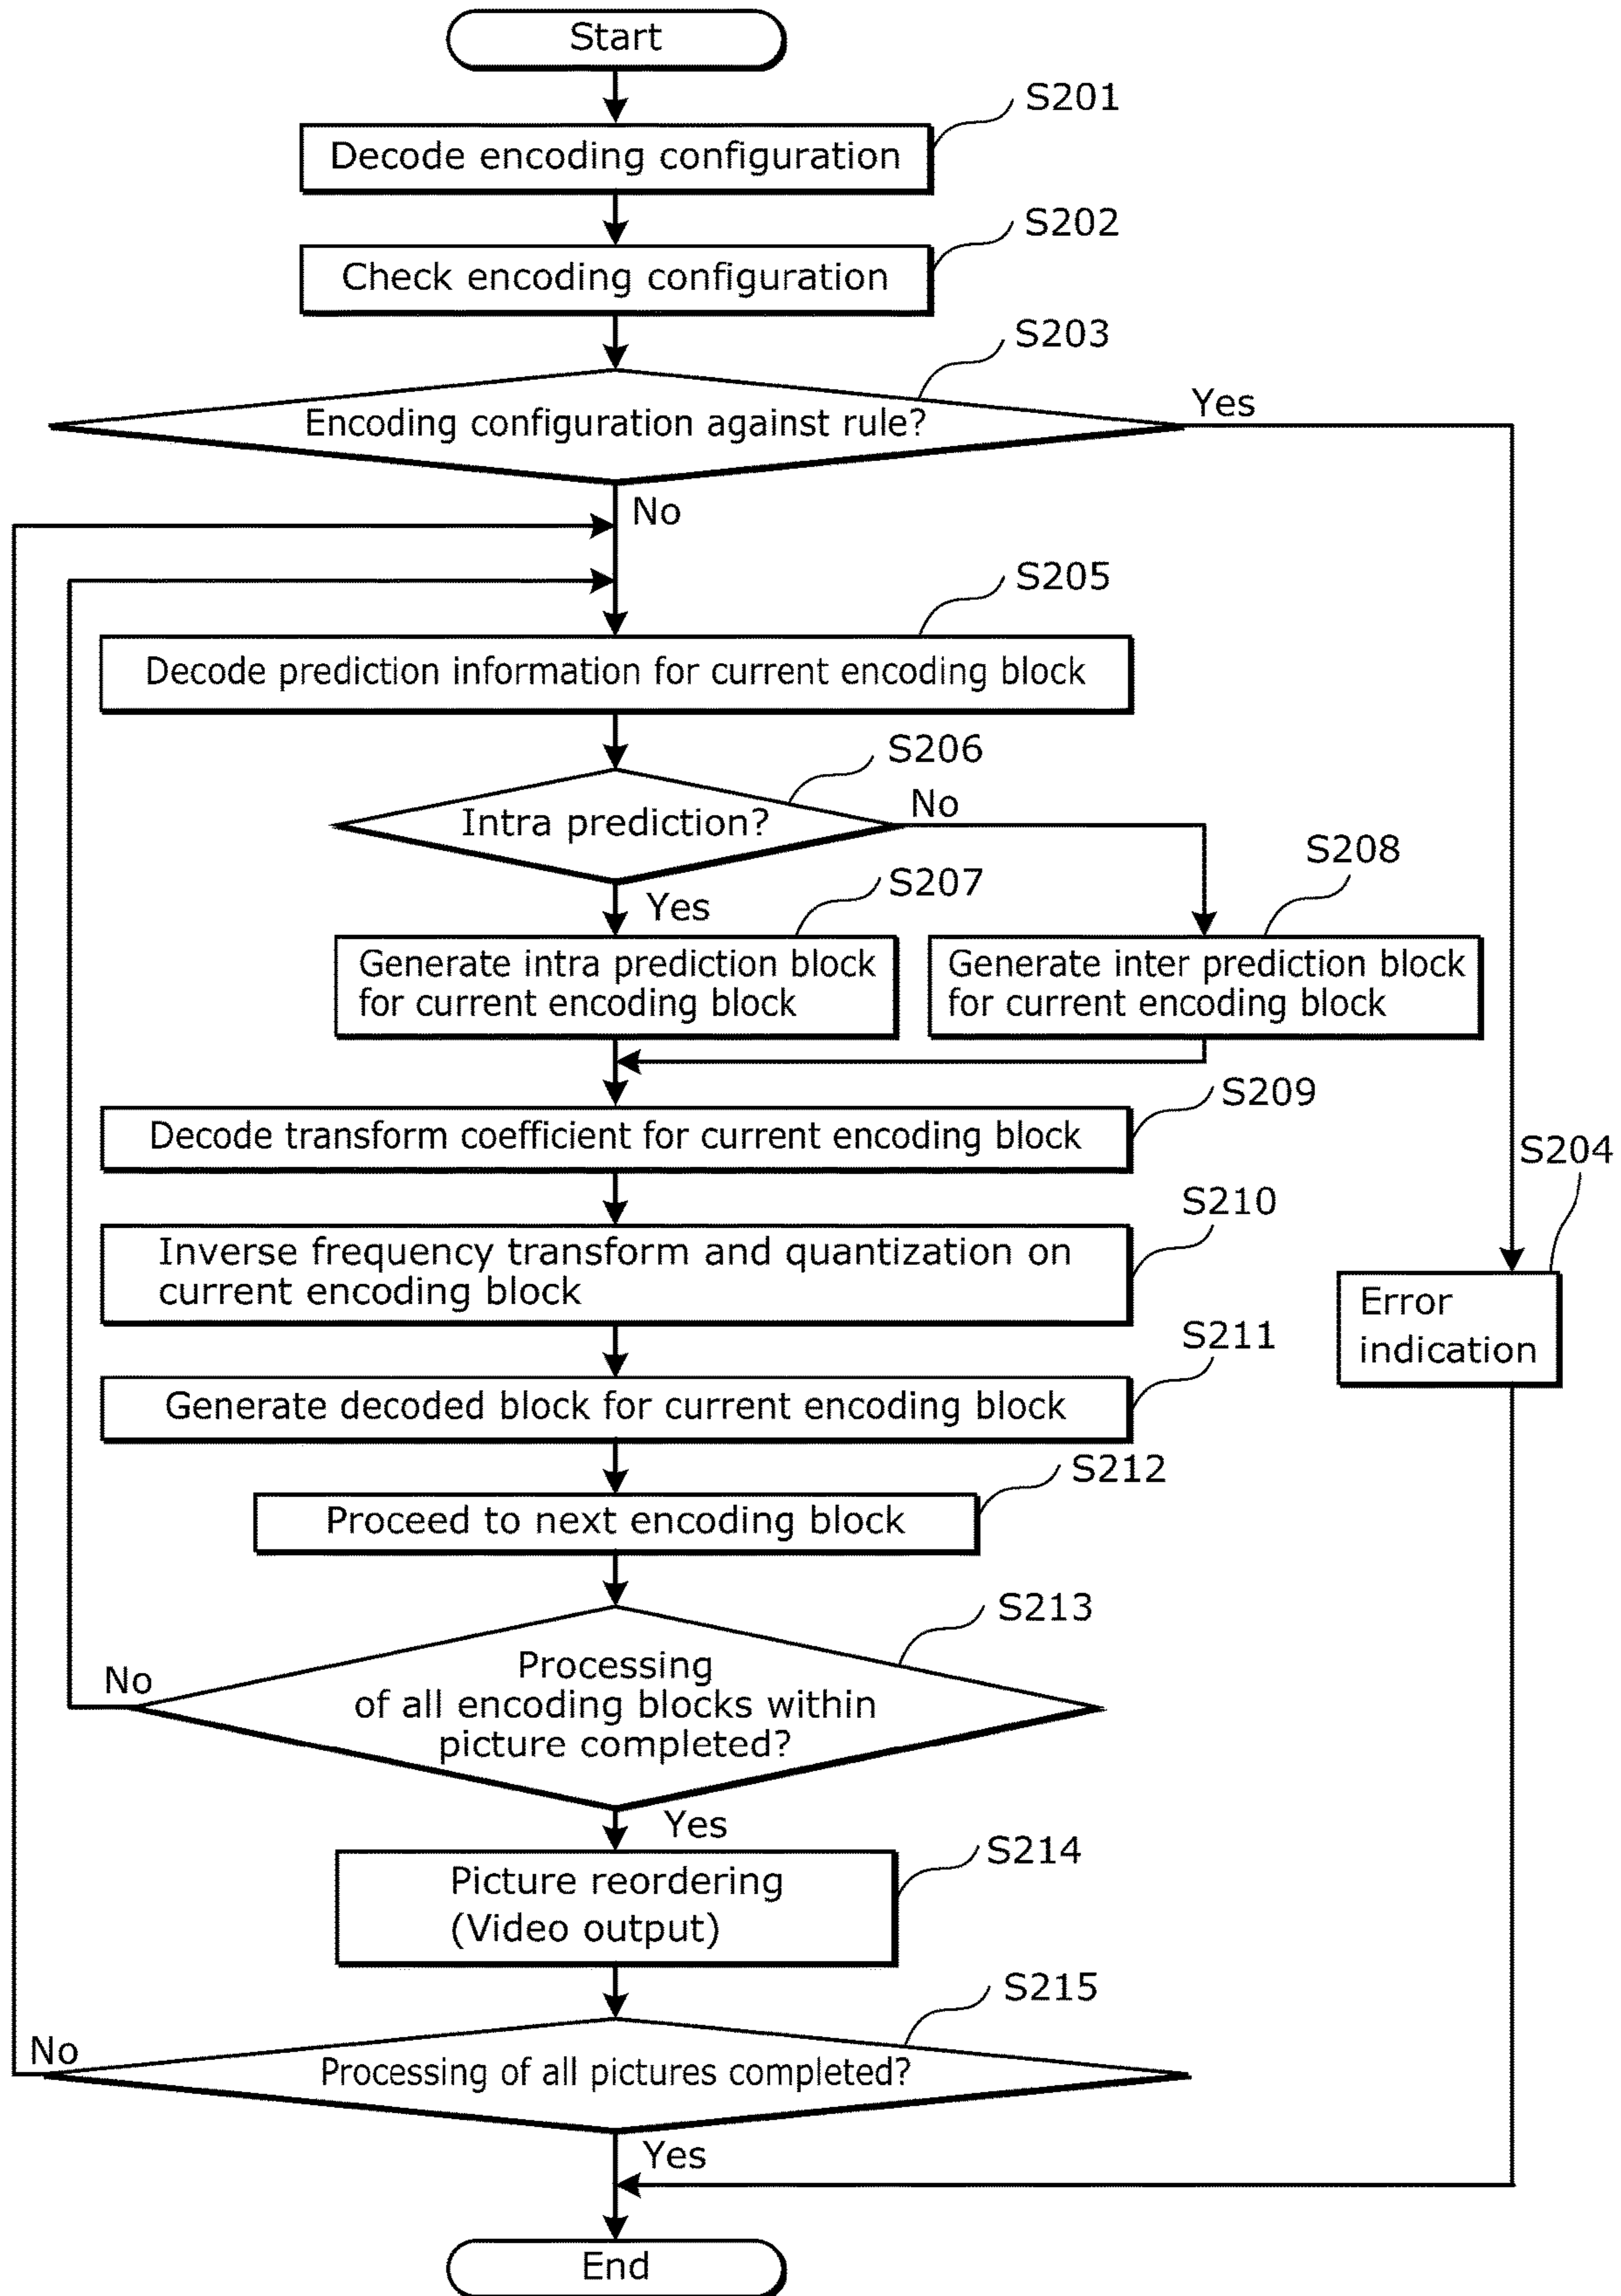 Start
S201
Decode encoding configuration
S202
Check encoding configuration
S203
Encoding configuration against rule?
Yes
No
S205
Decode prediction information for current encoding block
S206
Intra prediction?
No
S207
Yes
S208
Generate intra prediction block
for current encoding block
Generate inter prediction block
for current encoding block
S209
Decode transform coefficient for current encoding block
S204
S210
Inverse frequency transform and quantization on
current encoding block
Error
indication
S211
Generate decoded block for current encoding block
S212
Proceed to next encoding block
S213
Processing
of all encoding blocks within
picture completed?
No
Yes
S214
Picture reordering
(Video output)
S215
No
Processing of all pictures completed?
Yes
End